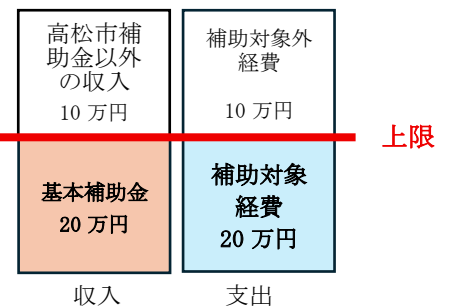 高松市補
助金以外
の収入
10 万円
補助対象外
経費
10 万円
上限
基本補助金
20 万円
補助対象
経費
20 万円
収入
支出